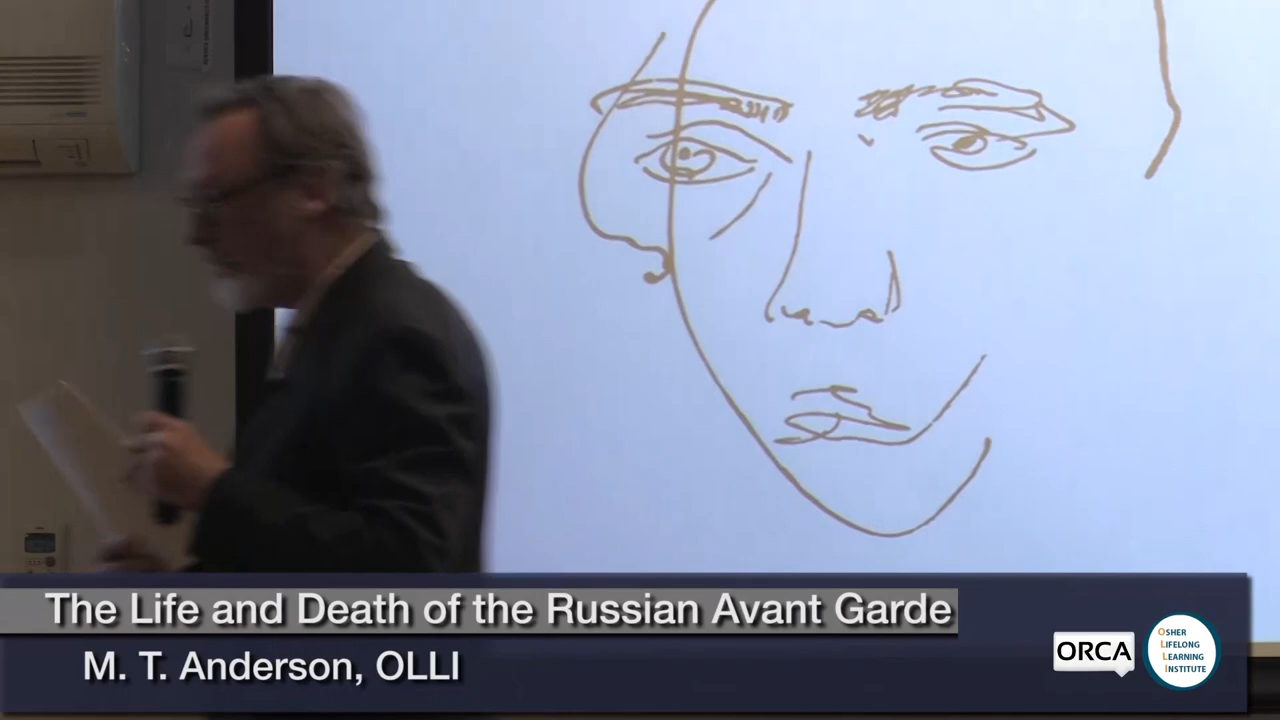 The Life and Death of the Russian Avant Garde
M. T. Anderson, OLLI
ORCA
OSHER
LIFELONG
LEARNING
INSTITUTE